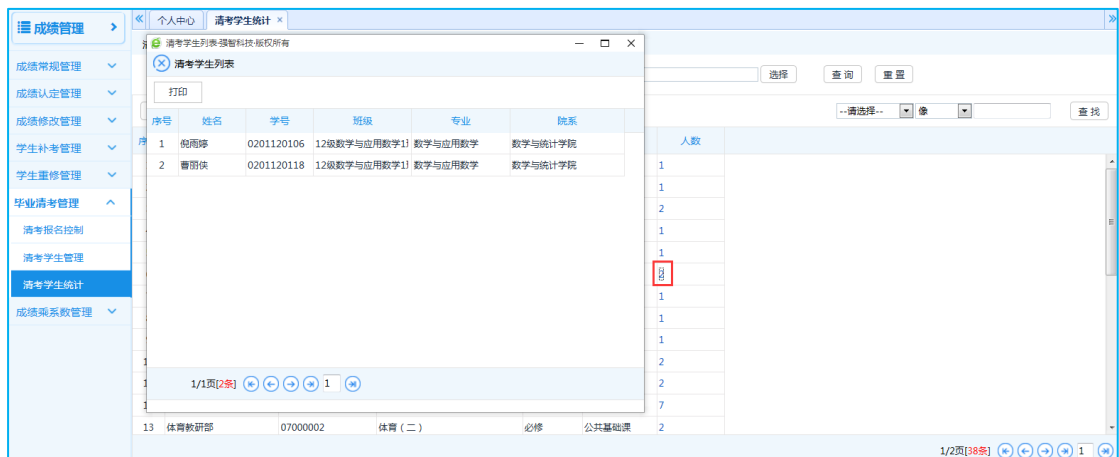 成绩管理
个人中心
清考学生统计 ×
成绩常规管理
成绩认定管理
成绩修改管理
学生补考管理
学生重修管理
毕业清考管理
清考报名控制
清考学生管理
清考学生统计
成绩乘系数管理
清考学生列表-强智科技-版权所有
清考学生列表
打印
序号 姓名 学号 班级 专业 院系
1 倪雨婷 0201120106 12级数学与应用数学1 数学与应用数学 数学与统计学院
2 曹丽侠 0201120118 12级数学与应用数学1 数学与应用数学 数学与统计学院
1/1页[2条] 1
选择 查询 重置
--请选择-- 像 查找
人数
1
1
2
1
1
1
1
1
2
2
7
13 体育教研部 07000002 体育（二） 必修 公共基础课 2
1/2页[38条] 1